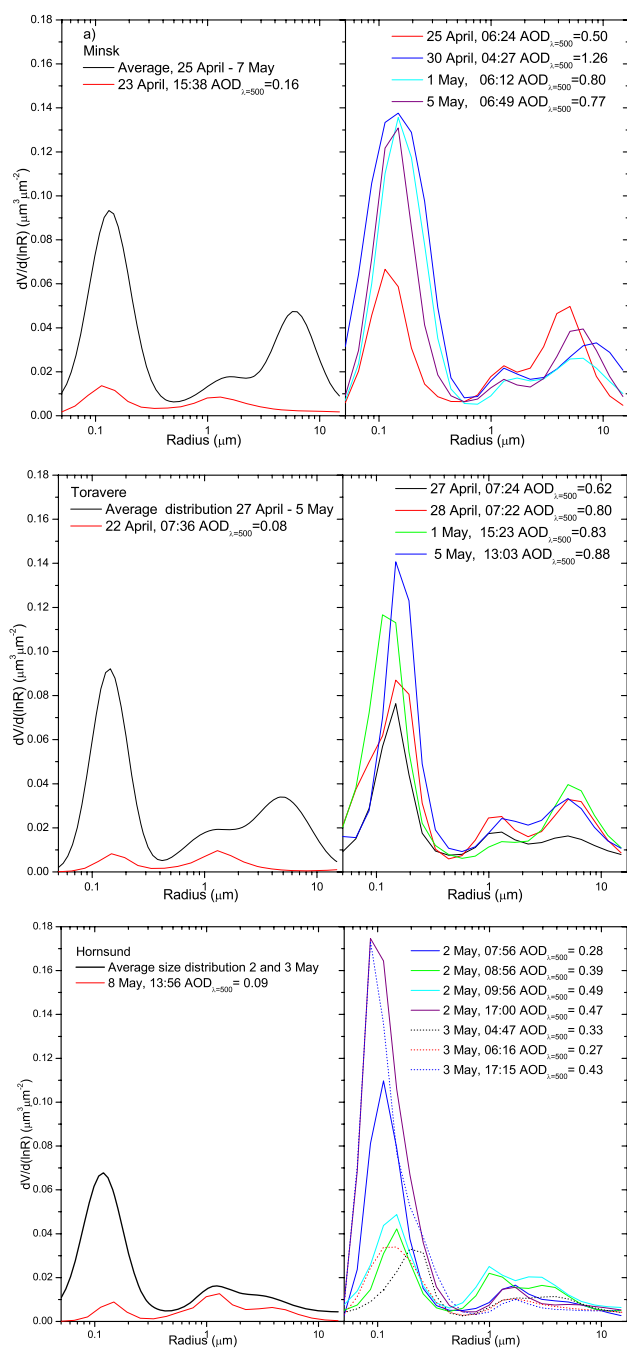 a)
Minsk
Average, 25 April - 7 May
23 April, 15:38 AOD λ=500 =0.16
25 April, 06:24 AOD λ=500 =0.50
30 April, 04:27 AOD λ=500 =1.26
1 May, 06:12 AOD λ=500 =0.80
5 May, 06:49 AOD λ=500 =0.77
0.18
0.16
0.14
0.12
0.10
0.08
0.06
0.04
0.02
0.00
dV/d(lnR) (μm³μm⁻²)
0.1 1 10
Radius (μm)
0.1 1 10
Radius (μm)
Toravere
Average distribution 27 April - 5 May
22 April, 07:36 AOD λ=500 =0.08
27 April, 07:24 AOD λ=500 =0.62
28 April, 07:22 AOD λ=500 =0.80
1 May, 15:23 AOD λ=500 =0.83
5 May, 13:03 AOD λ=500 =0.88
0.18
0.16
0.14
0.12
0.10
0.08
0.06
0.04
0.02
0.00
dV/d(lnR) (μm³μm⁻²)
0.1 1 10
Radius (μm)
0.1 1 10
Radius (μm)
Hornsund
Average size distribution 2 and 3 May
8 May, 13:56 AOD λ=500 = 0.09
2 May, 07:56 AOD λ=500 = 0.28
2 May, 08:56 AOD λ=500 = 0.39
2 May, 09:56 AOD λ=500 = 0.49
2 May, 17:00 AOD λ=500 = 0.47
3 May, 04:47 AOD λ=500 = 0.33
3 May, 06:16 AOD λ=500 = 0.27
3 May, 17:15 AOD λ=500 = 0.43
0.18
0.16
0.14
0.12
0.10
0.08
0.06
0.04
0.02
0.00
dV/d(lnR) (μm³μm⁻²)
0.1 1 10
Radius (μm)
0.1 1 10
Radius (μm)